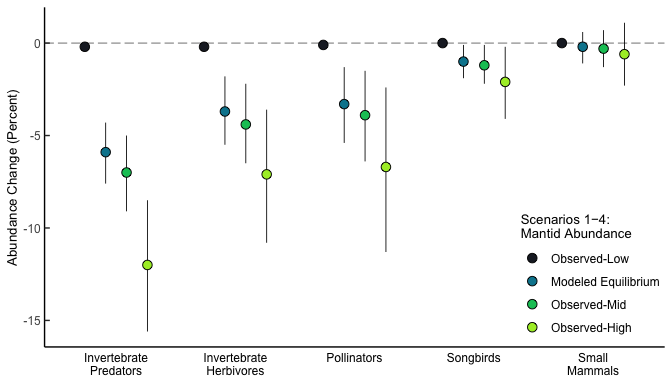 Abundance Change (Percent)
0
-5
-10
-15
Scenarios 1−4:
Mantid Abundance
Observed-Low
Modeled Equilibrium
Observed-Mid
Observed-High
Invertebrate
Predators
Invertebrate
Herbivores
Pollinators
Songbirds
Small
Mammals